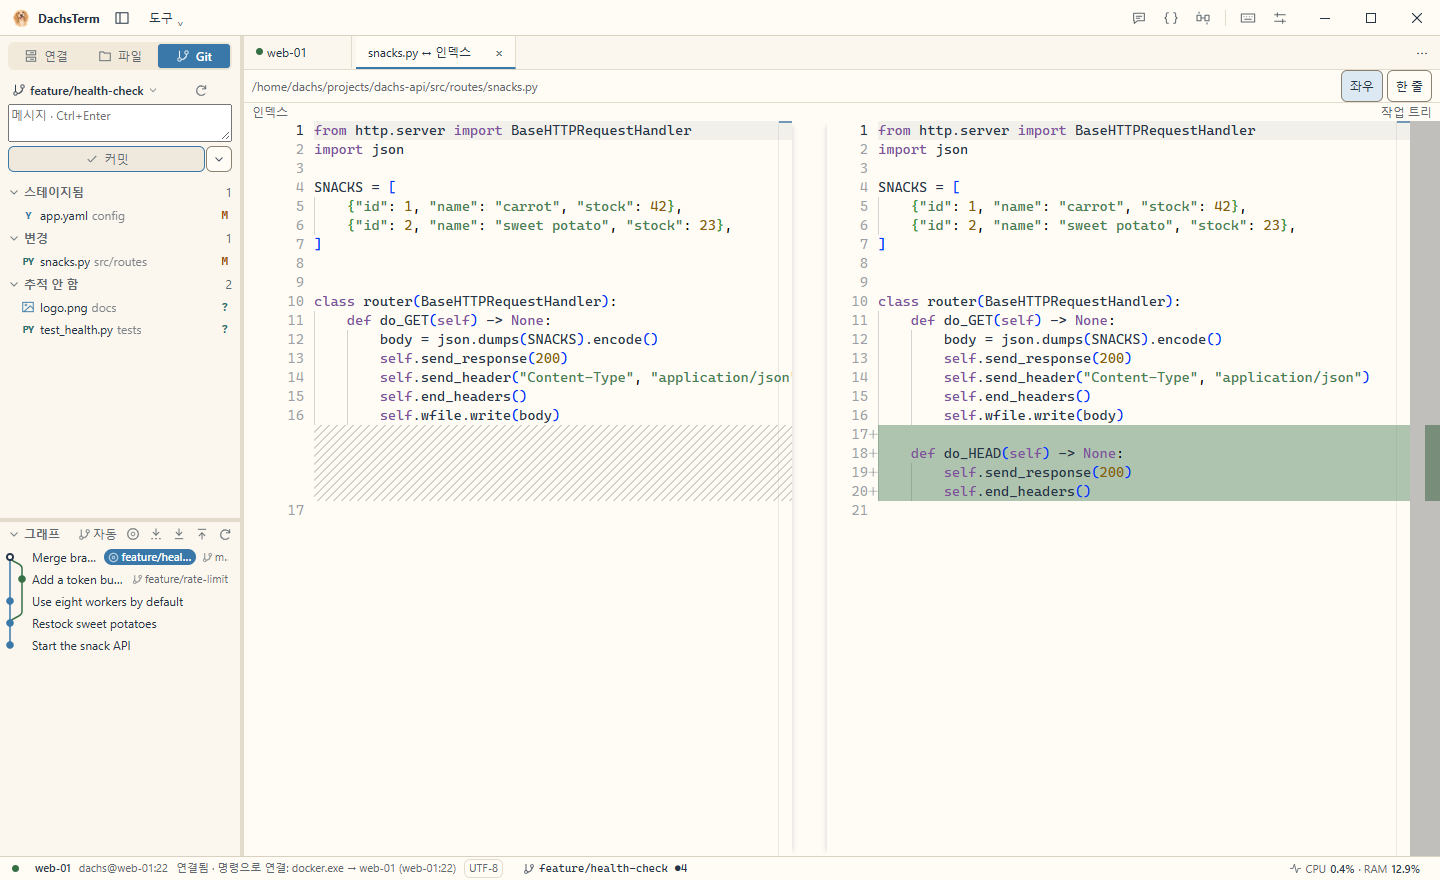 DachsTerm 도구
연결 파일 Git
feature/health-check
메시지 · Ctrl+Enter
커밋
스테이지됨 1
app.yaml config M
변경 1
PY snacks.py src/routes M
추적 안 함 2
logo.png docs ?
PY test_health.py tests ?
그래프 자동
Merge bra... feature/heal... m.
Add a token bu... feature/rate-limit
Use eight workers by default
Restock sweet potatoes
Start the snack API
web-01 snacks.py ↔ 인덱스 ×
/home/dachs/projects/dachs-api/src/routes/snacks.py 좌우 한 줄
인덱스
1 from http.server import BaseHTTPRequestHandler
2 import json
3
4 SNACKS = [
5 {"id": 1, "name": "carrot", "stock": 42},
6 {"id": 2, "name": "sweet potato", "stock": 23},
7 ]
8
9
10 class router(BaseHTTPRequestHandler):
11 def do_GET(self) -> None:
12 body = json.dumps(SNACKS).encode()
13 self.send_response(200)
14 self.send_header("Content-Type", "application/json"
15 self.end_headers()
16 self.wfile.write(body)
17
작업 트리
1 from http.server import BaseHTTPRequestHandler
2 import json
3
4 SNACKS = [
5 {"id": 1, "name": "carrot", "stock": 42},
6 {"id": 2, "name": "sweet potato", "stock": 23},
7 ]
8
9
10 class router(BaseHTTPRequestHandler):
11 def do_GET(self) -> None:
12 body = json.dumps(SNACKS).encode()
13 self.send_response(200)
14 self.send_header("Content-Type", "application/json")
15 self.end_headers()
16 self.wfile.write(body)
17+
18+ def do_HEAD(self) -> None:
19+ self.send_response(200)
20+ self.end_headers()
21
web-01 dachs@web-01:22 연결됨 · 명령으로 연결: docker.exe → web-01 (web-01:22) UTF-8 feature/health-check ●4 CPU 0.4% · RAM 12.9%